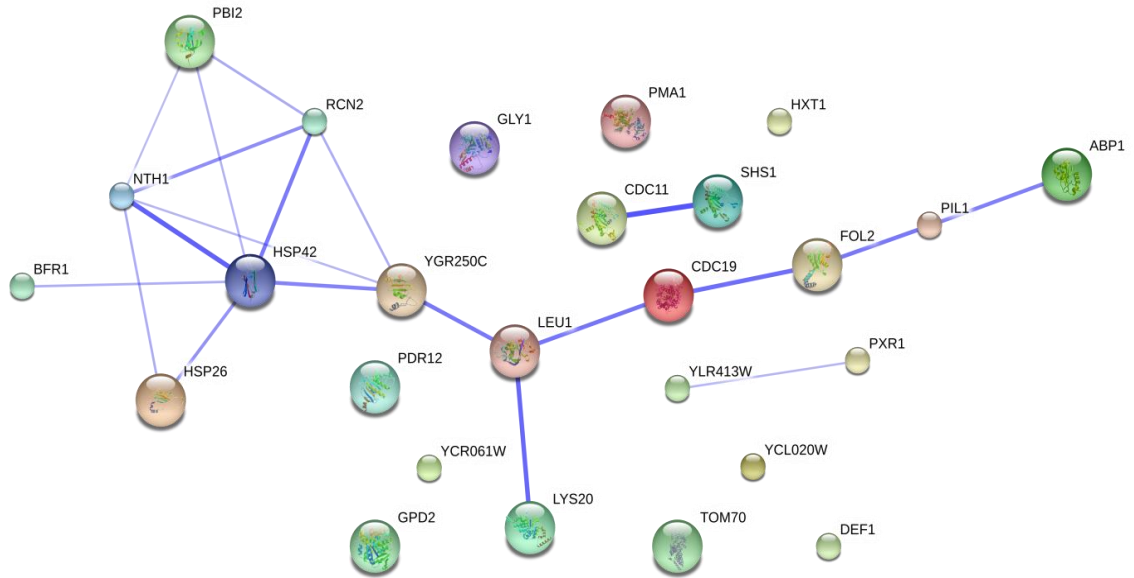 PBI2
RCN2
GLY1
PMA1
HXT1
ABP1
NTH1
CDC11
SHS1
PIL1
FOL2
HSP42
BFR1
YGR250C
CDC19
LEU1
PXR1
PDR12
YLR413W
HSP26
YCR061W
YCL020W
LYS20
GPD2
TOM70
DEF1